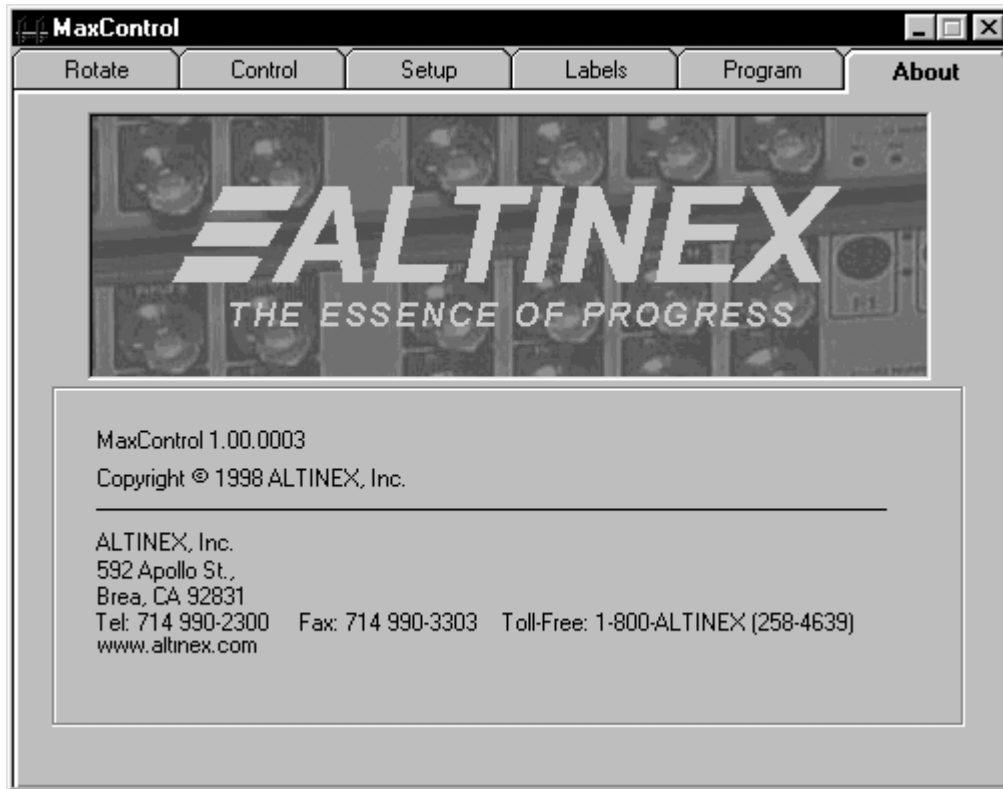 MaxControl
Rotate Control Setup Labels Program About
ALTINEX
THE ESSENCE OF PROGRESS
MaxControl 1.00.0003
Copyright © 1998 ALTINEX, Inc.
ALTINEX, Inc.
592 Apollo St.,
Brea, CA 92831
Tel: 714 990-2300 Fax: 714 990-3303 Toll-Free: 1-800-ALTINEX (258-4639)
www.altinex.com